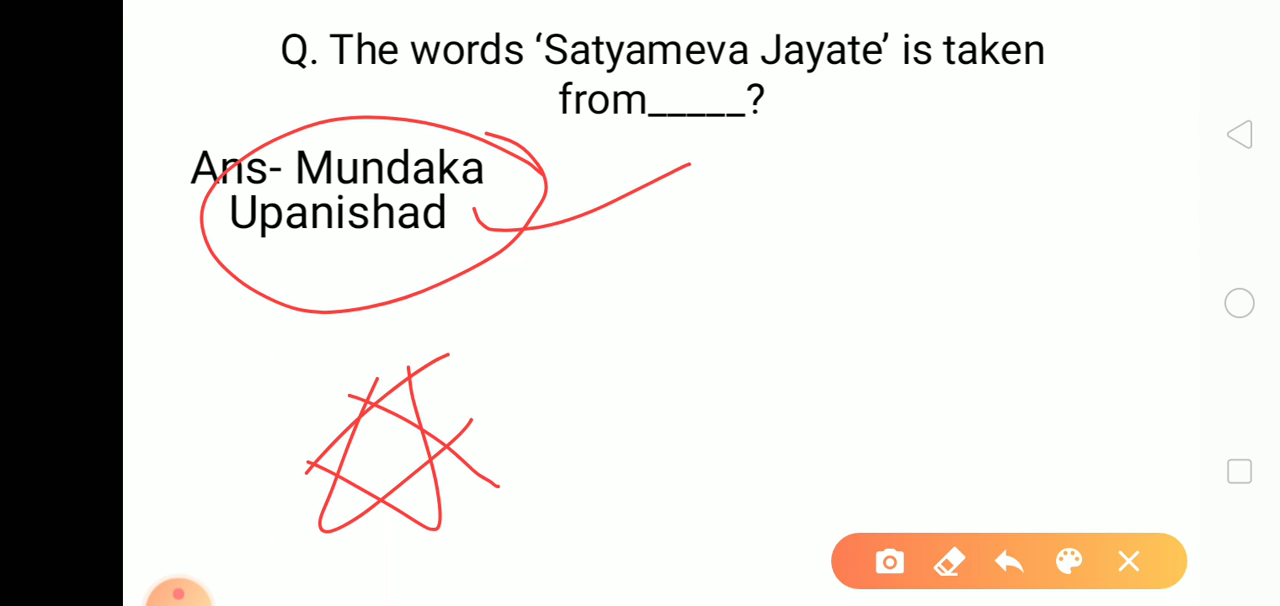 Q. The words ‘Satyameva Jayate’ is taken
from_____?
Ans- Mundaka
Upanishad